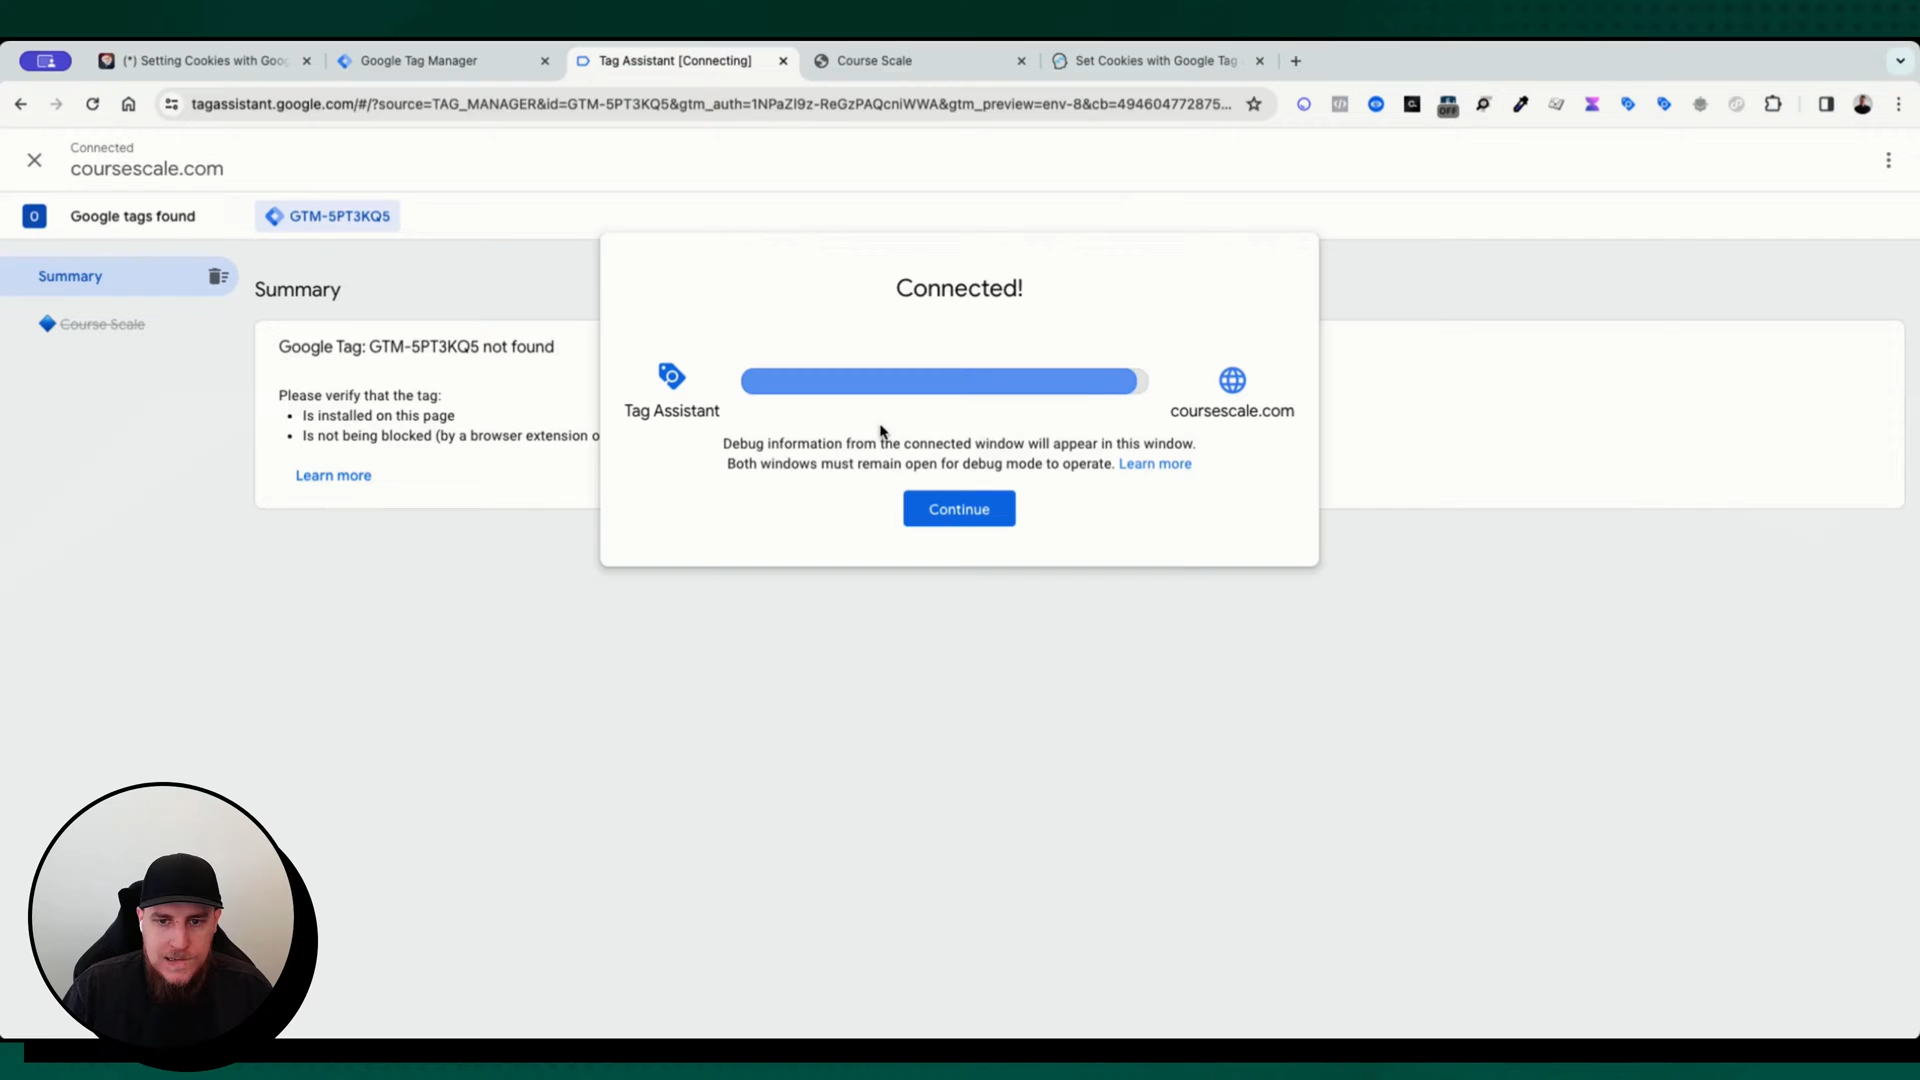 (*) Setting Cookies with Goog
Google Tag Manager
Tag Assistant [Connecting]
Course Scale
Set Cookies with Google Tag
tagassistant.google.com/#/?source=TAG_MANAGER&id=GTM-5PT3KQ5&gtm_auth=1NPaZl9z-ReGzPAQcniWWA&gtm_preview=env-8&cb=494604772875...
OFF
Connected
coursescale.com
0
Google tags found
GTM-5PT3KQ5
Summary
Course Scale
Summary
Google Tag: GTM-5PT3KQ5 not found
Please verify that the tag:
• Is installed on this page
• Is not being blocked (by a browser extension o
Learn more
Connected!
Tag Assistant
coursescale.com
Debug information from the connected window will appear in this window.
Both windows must remain open for debug mode to operate. Learn more
Continue